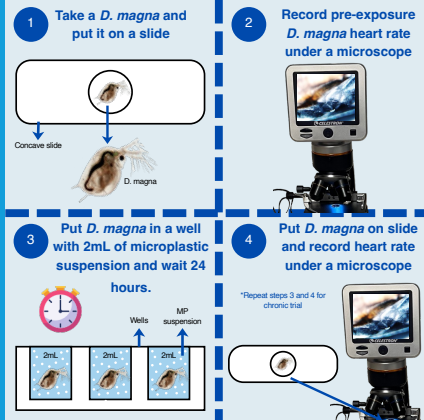 1
Take a D. magna and
put it on a slide
Concave slide
D. magna
2
Record pre-exposure
D. magna heart rate
under a microscope
CELESTRON
3
Put D. magna in a well
with 2mL of microplastic
suspension and wait 24
hours.
Wells
MP
suspension
2mL
2mL
2mL
4
Put D. magna on slide
and record heart rate
under a microscope
*Repeat steps 3 and 4 for
chronic trial
CELESTRON